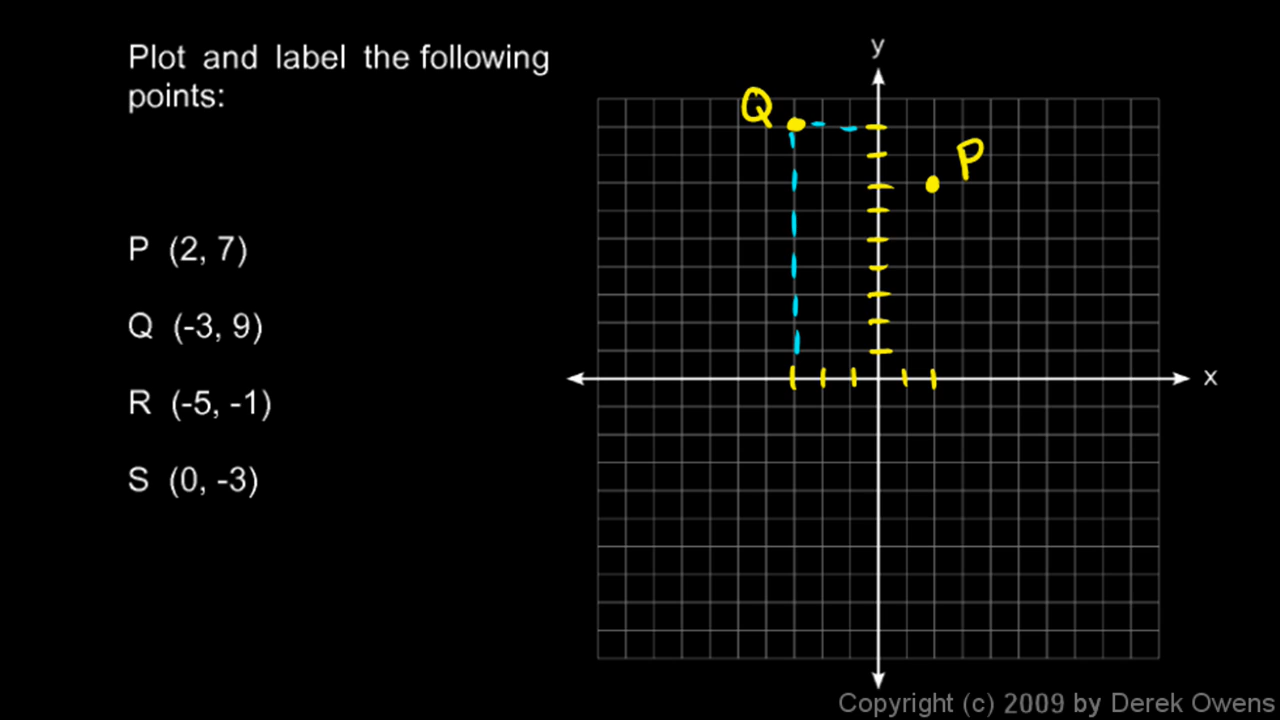 Plot and label the following
points:
P (2, 7)
Q (-3, 9)
R (-5, -1)
S (0, -3)
y
Q
P
x
Copyright (c) 2009 by Derek Owens